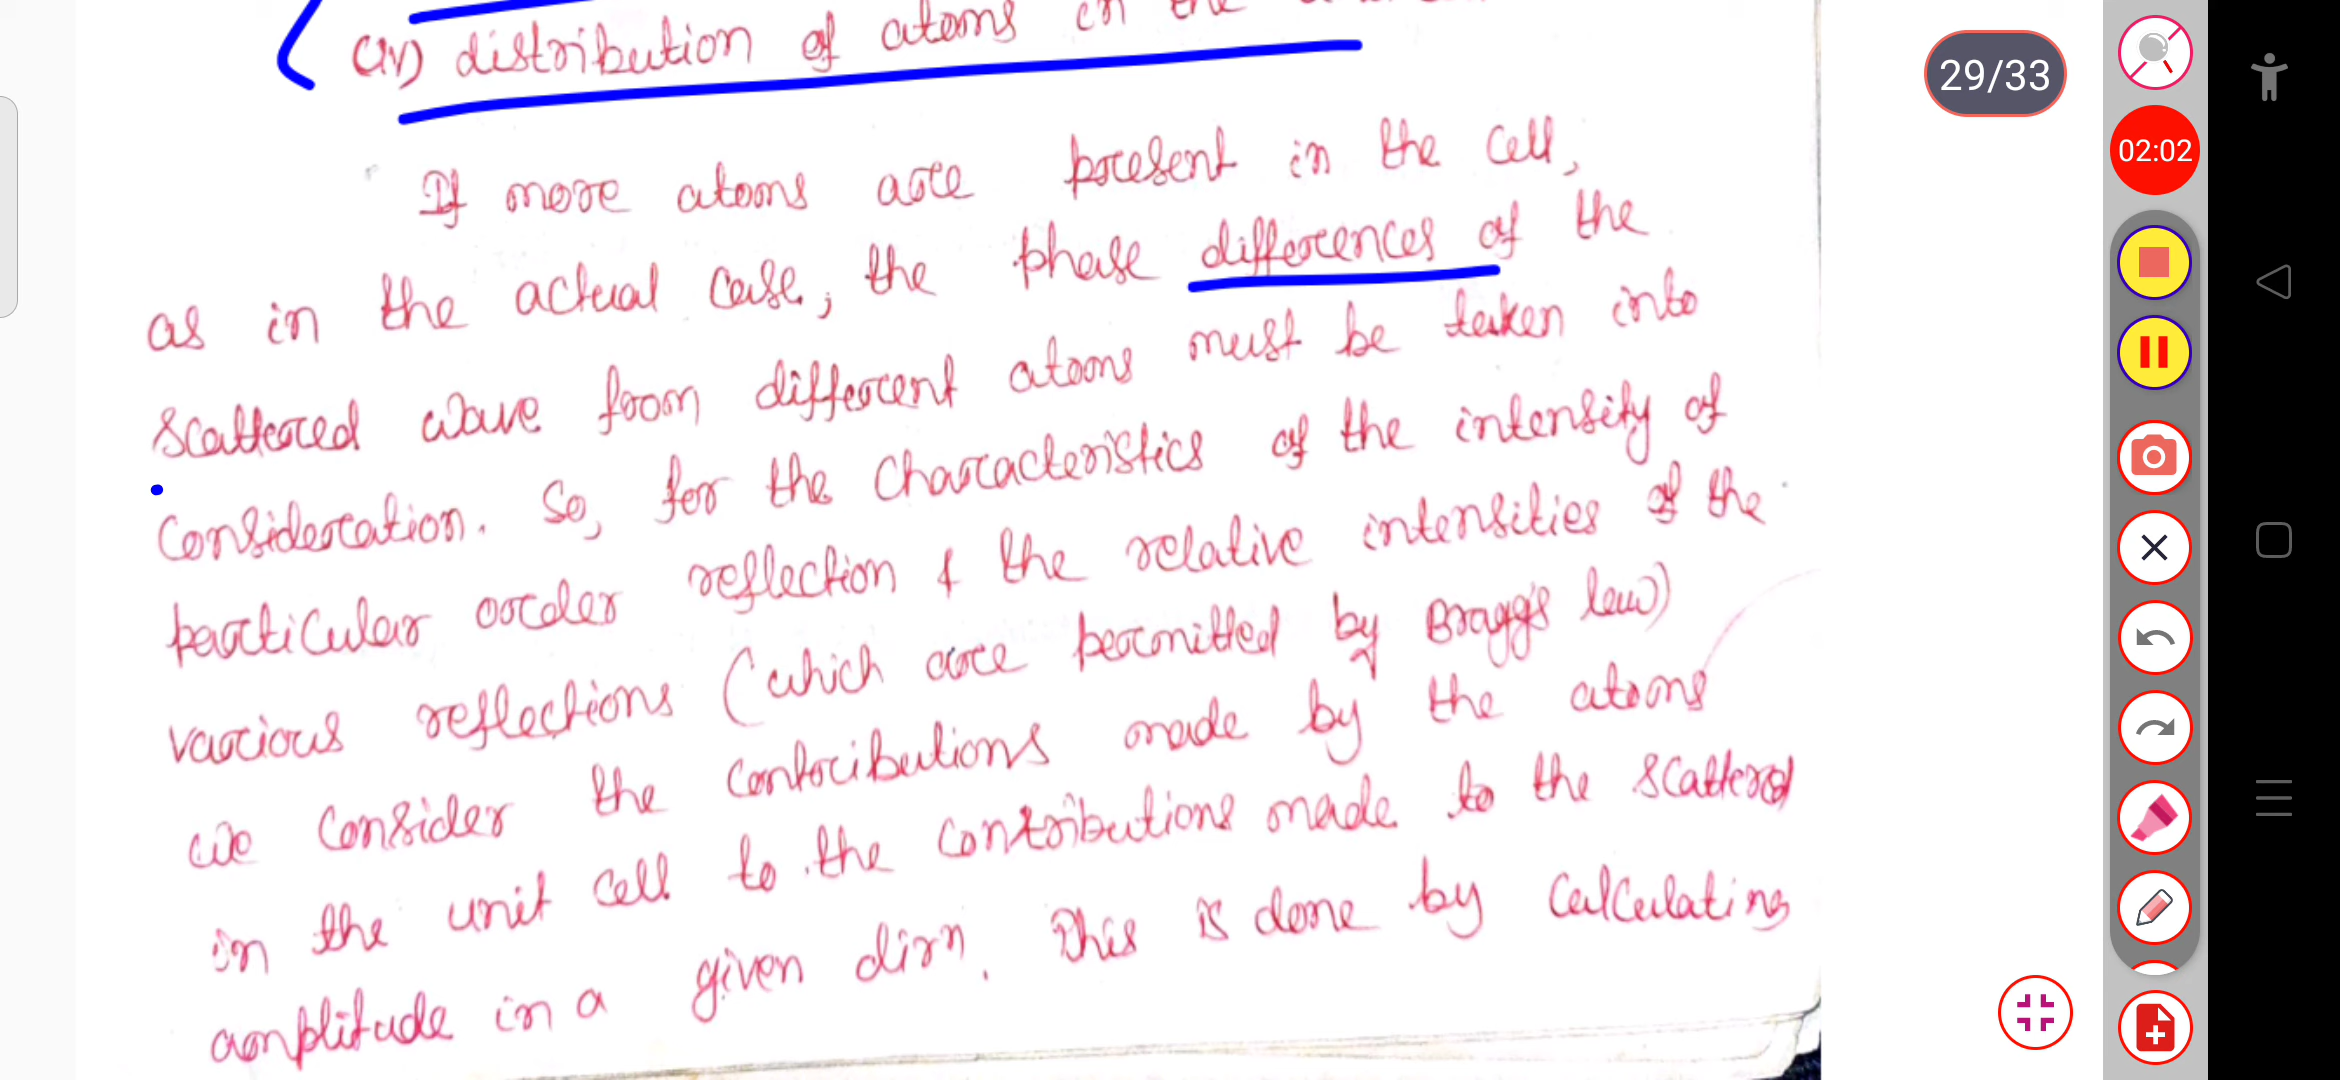 (iv) distribution of atoms in the
29/33
02:02
If more atoms are present in the cell,
as in the actual case, the phase differences of the
scattered wave from different atoms must be taken into
Consideration. So, for the Characteristics of the intensity of
particular order reflection & the relative intensities of the
various reflections (which are permitted by Bragg's law)
we Consider the Contributions made by the atoms
in the unit cell to the contributions made to the scattered
amplitude in a given dirn. This is done by Calculating